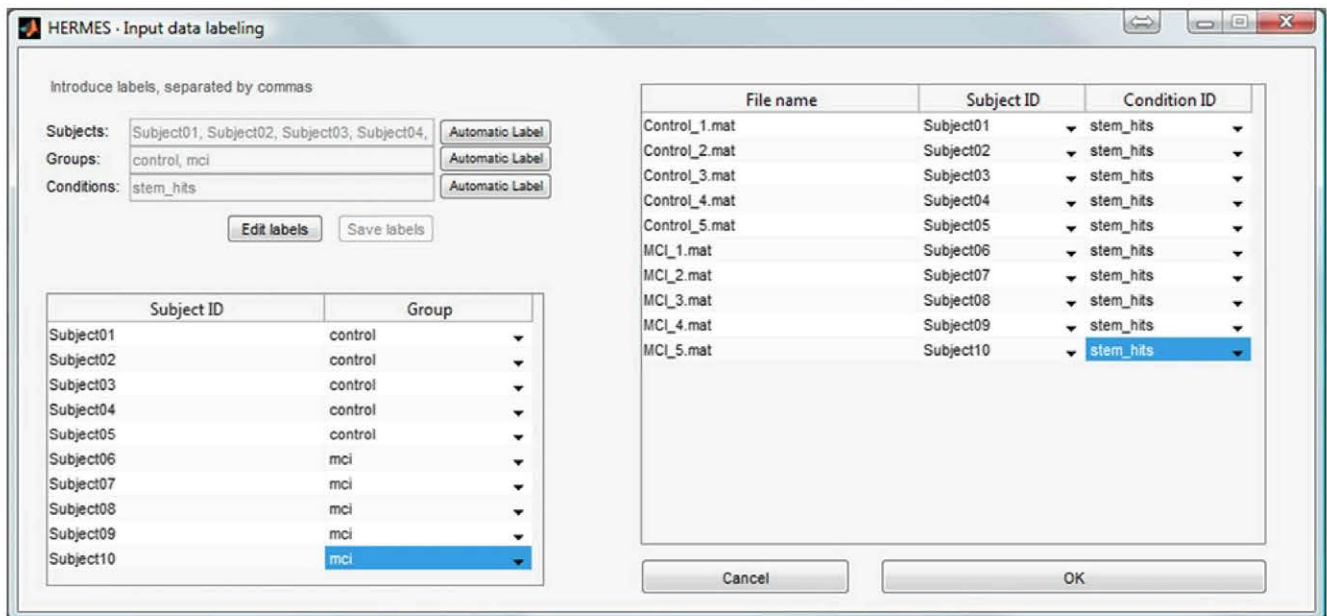 HERMES - Input data labeling
Introduce labels, separated by commas
Subjects: Subject01, Subject02, Subject03, Subject04, Automatic Label
Groups: control, mci Automatic Label
Conditions: stem_hits Automatic Label
Edit labels Save labels
Subject ID Group
Subject01 control
Subject02 control
Subject03 control
Subject04 control
Subject05 control
Subject06 mci
Subject07 mci
Subject08 mci
Subject09 mci
Subject10 mci
File name Subject ID Condition ID
Control_1.mat Subject01 stem_hits
Control_2.mat Subject02 stem_hits
Control_3.mat Subject03 stem_hits
Control_4.mat Subject04 stem_hits
Control_5.mat Subject05 stem_hits
MCI_1.mat Subject06 stem_hits
MCI_2.mat Subject07 stem_hits
MCI_3.mat Subject08 stem_hits
MCI_4.mat Subject09 stem_hits
MCI_5.mat Subject10 stem_hits
Cancel OK